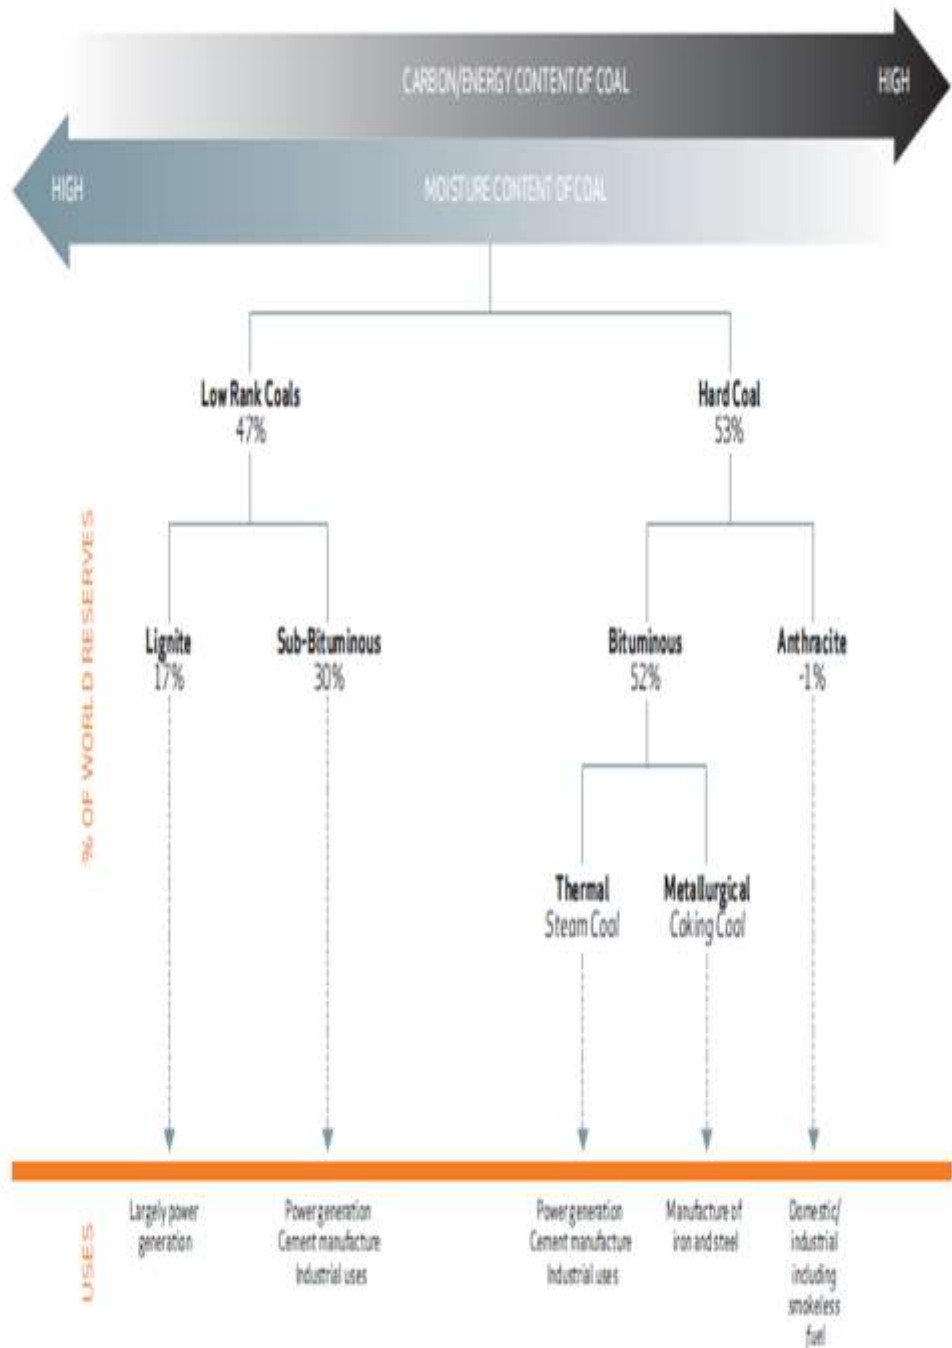 CARBON/ENERGY CONTENT OF COAL
HIGH
HIGH
MOISTURE CONTENT OF COAL
Low Rank Coals
47%
Hard Coal
53%
% OF WORLD RESERVES
Lignite
17%
Sub-Bituminous
30%
Bituminous
52%
Anthracite
-1%
Thermal
Steam Coal
Metallurgical
Coking Coal
USES
Largely power
generation
Power generation
Cement manufacture
Industrial uses
Power generation
Cement manufacture
Industrial uses
Manufacture of
iron and steel
Domestic/
industrial
including
smokeless
fuel